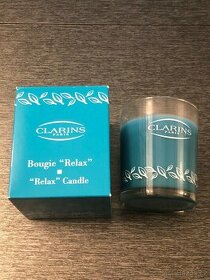 CLARINS
PARIS
Bougie "Relax"
"Relax" Candle
CLARINS
PARIS